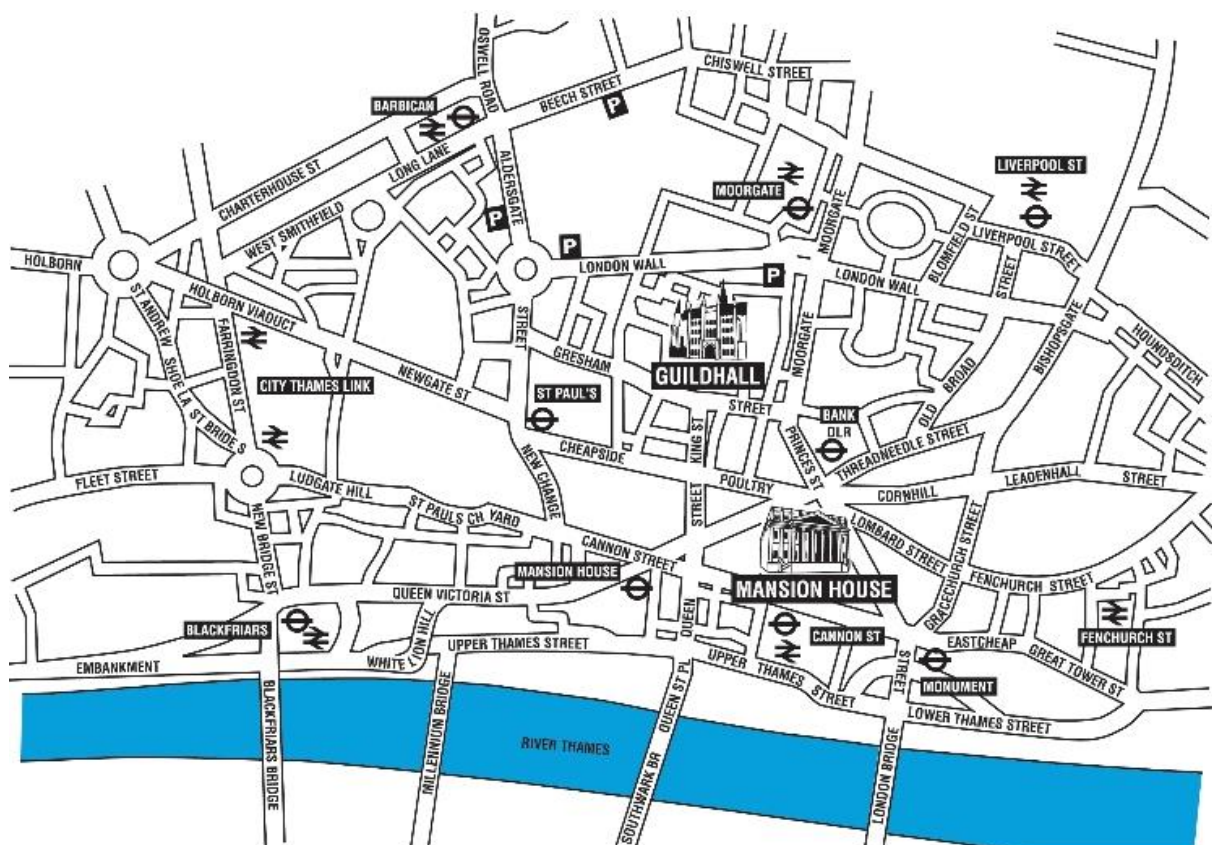 OSWELL ROAD
CHISWELL STREET
BEECH STREET
P
BARBICAN
LONG LANE
ALDERSGATE
CHARTERHOUSE ST
WEST SMITHFIELD
P
MOORGATE
MOORGATE
LIVERPOOL ST
BLOMFIELD ST
LIVERPOOL STREET
HOLBORN
P
LONDON WALL
P
LONDON WALL
STREET
BISHOPSGATE
HOUNDSDITCH
ST ANDREW
HOLBORN VIADUCT
FARRINGDON ST
SHOE LA
ST BRIDE S
STREET
GRESHAM
GUILDHALL
MOORGATE
CITY THAMES LINK
NEWGATE ST
ST PAUL'S
STREET
KING ST
BANK
DLR
OLD
BROAD
PRINCES ST
THREADNEEDLE STREET
CHEAPSIDE
POULTRY
CORNHILL
LEADENHALL
STREET
FLEET STREET
LUDGATE HILL
NEW CHANGE
ST PAULS CH YARD
STREET
NEW BRIDGE ST
CANNON STREET
LOMBARD STREET
GRACECHURCH STREET
FENCHURCH STREET
MANSION HOUSE
MANSION HOUSE
QUEEN VICTORIA ST
QUEEN
BLACKFRIARS
CANNON ST
EASTCHEAP
FENCHURCH ST
EMBANKMENT
WHITE LYON HILL
UPPER THAMES STREET
UPPER THAMES STREET
STREET
MONUMENT
GREAT TOWER ST
LOWER THAMES STREET
BLACKFRIARS BRIDGE
MILLENNIUM BRIDGE
RIVER THAMES
QUEEN ST PL
SOUTHWARK BR
LONDON BRIDGE